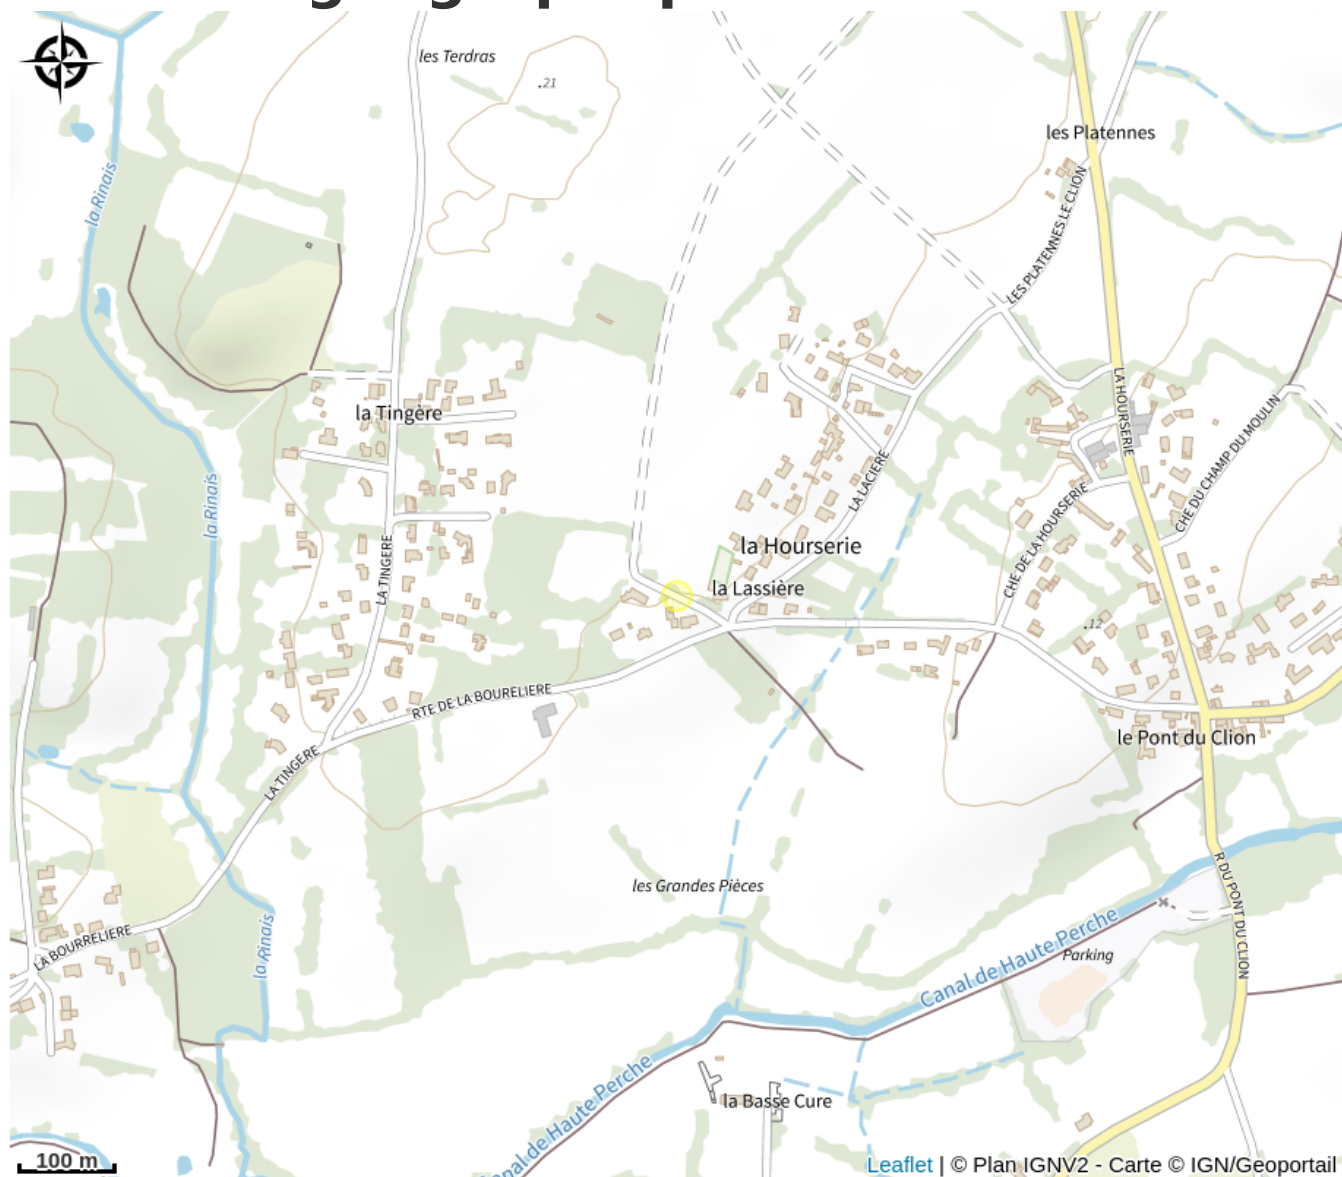 les Terdras
.21
les Platennes
la Rinais
LES PLATENNES LE CLION
la Tingère
LA HOURSERIE
CHE DU CHAMP DU MOULIN
la Rinais
LA LACIERE
CHE DE LA HOURSERIE
LA TINGERE
la Hourserie
la Lassière
.12
RTE DE LA BOURELIERE
le Pont du Clion
LA TINGERE
les Grandes Pièces
R DU PONT DU CLION
LA BOURRELIERE
la Rinais
Canal de Haute Perche
Parking
Canal de Haute Perche
la Basse Cure
100 m
Leaflet | © Plan IGNV2 - Carte © IGN/Geoportail